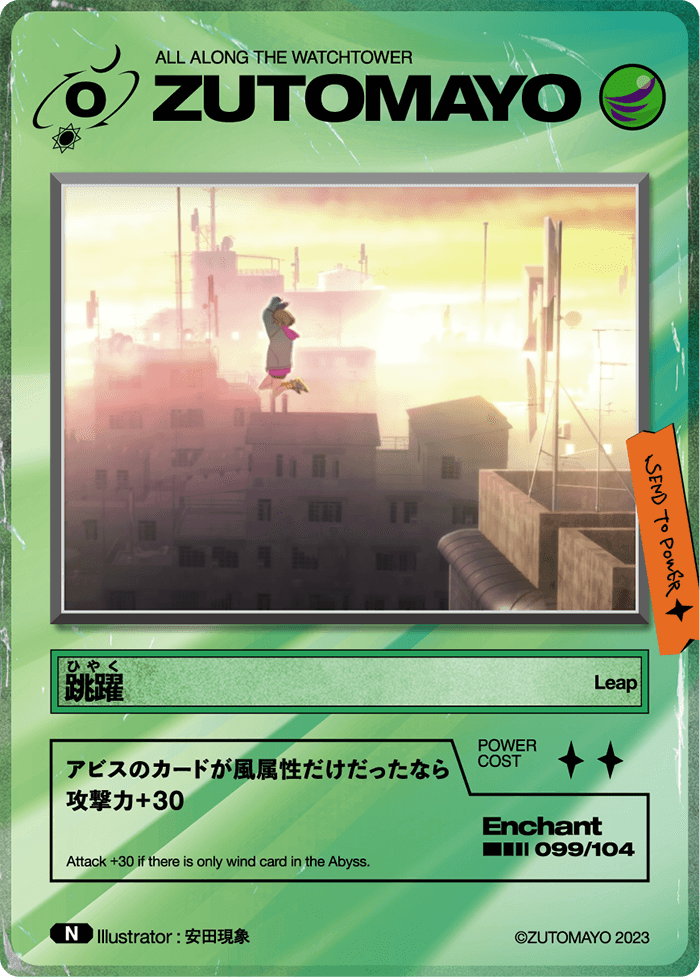 ALL ALONG THE WATCHTOWER
ZUTOMAYO
SEND TO POWER
ひやく
跳躍
Leap
アビスのカードが風属性だけだったなら
攻撃力+30
Attack +30 if there is only wind card in the Abyss.
POWER
COST
Enchant
099/104
N Illustrator : 安田現象
©ZUTOMAYO 2023